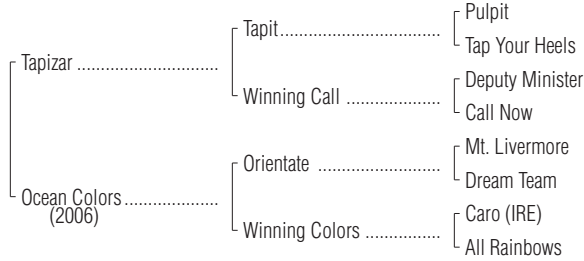 Pulpit
Tapit..............................
Tap Your Heels
Tapizar ..........................
Deputy Minister
Winning Call ..................
Call Now
Mt. Livermore
Orientate .......................
Dream Team
Ocean Colors..................
(2006)
Caro (IRE)
Winning Colors ..............
All Rainbows